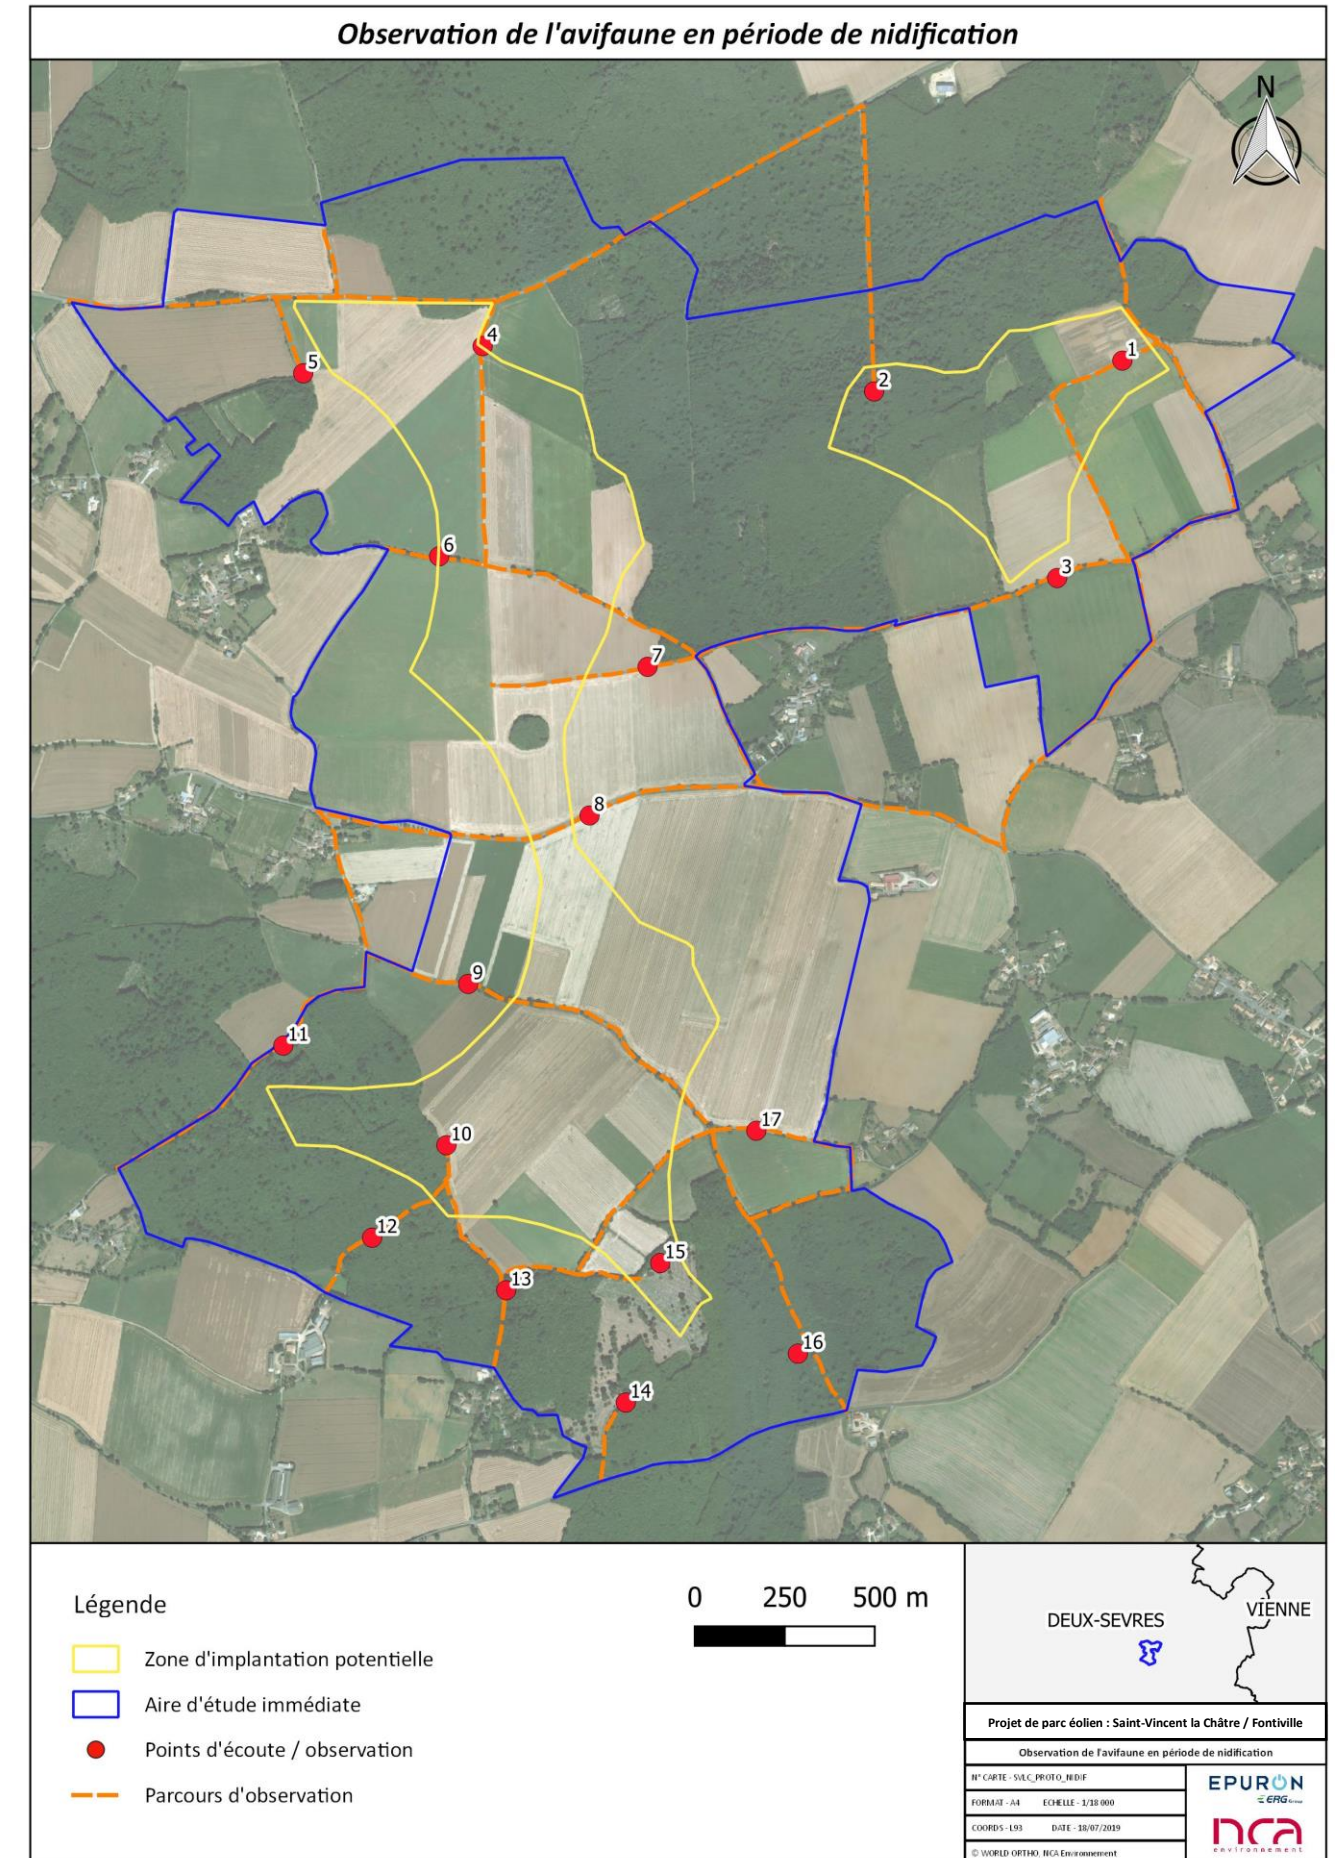 Observation de l'avifaune en période de nidification
N
1
2
3
4
5
6
7
8
9
10
11
12
13
14
15
16
17
Légende
Zone d'implantation potentielle
Aire d'étude immédiate
Points d'écoute / observation
Parcours d'observation
0 250 500 m
DEUX-SEVRES
VIENNE
Projet de parc éolien : Saint-Vincent la Châtre / Fontiville
Observation de l'avifaune en période de nidification
N° CARTE - SVLC_PROTO_NIDIF
FORMAT - A4 ECHELLE - 1/18 000
COORDS - L93 DATE - 18/07/2019
© WORLD ORTHO, NCA Environnement
EPURON
ERG Group
nca
environnement